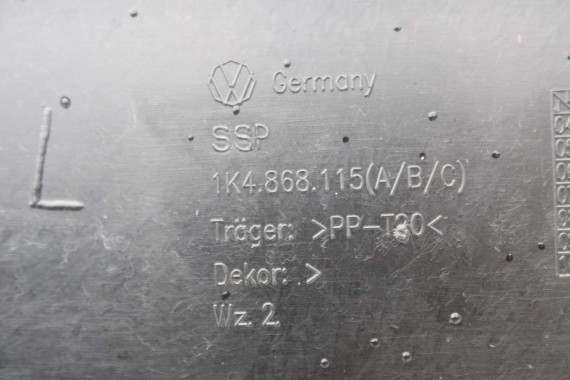 VW Germany
L
SSP
1K4.868.115(A/B/C)
Träger: >PP-T20<
Dekor: >
Wz. 2.